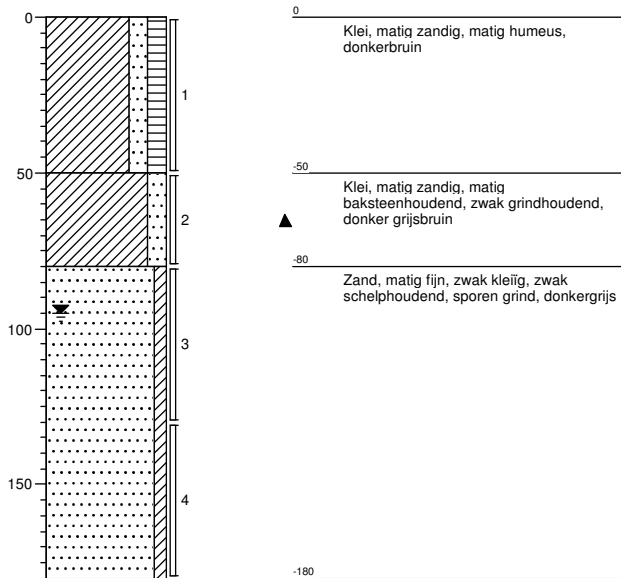 0
50
100
150
1
2
3
4
0
Klei, matig zandig, matig humeus,
donkerbruin
-50
Klei, matig zandig, matig
baksteenhoudend, zwak grindhoudend,
donker grijsbruin
-80
Zand, matig fijn, zwak kleiïg, zwak
schelphoudend, sporen grind, donkergrijs
-180